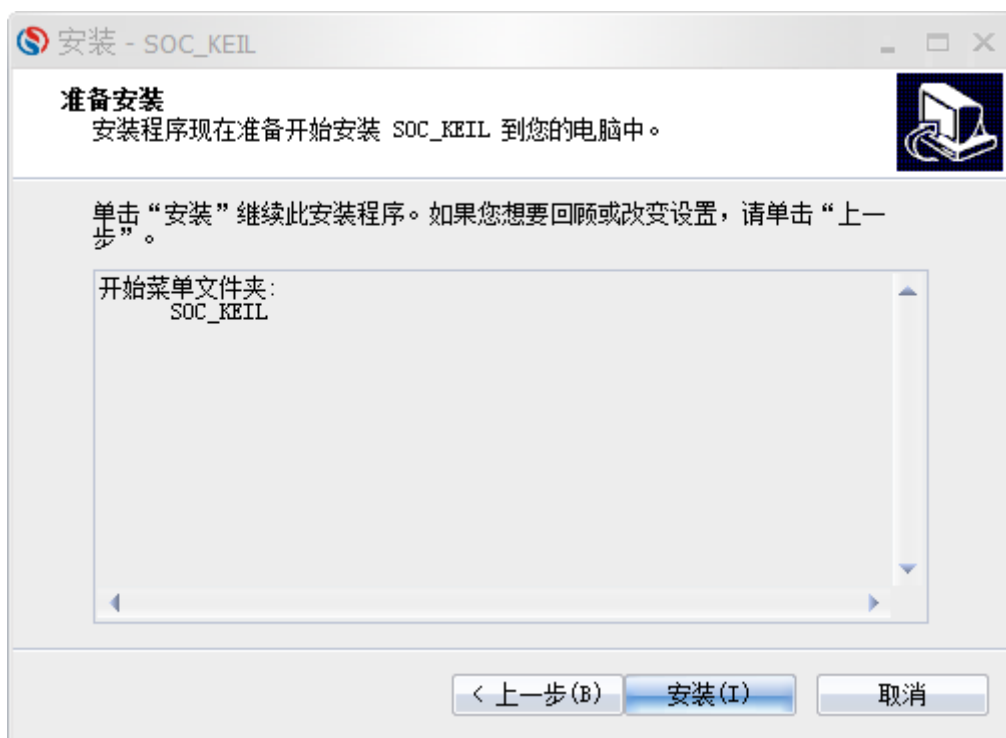 安装 - SOC_KEIL
准备安装
安装程序现在准备开始安装 SOC_KEIL 到您的电脑中。
单击“安装”继续此安装程序。如果您想要回顾或改变设置，请单击“上一
步”。
开始菜单文件夹:
SOC_KEIL
< 上一步(B) 安装(I) 取消